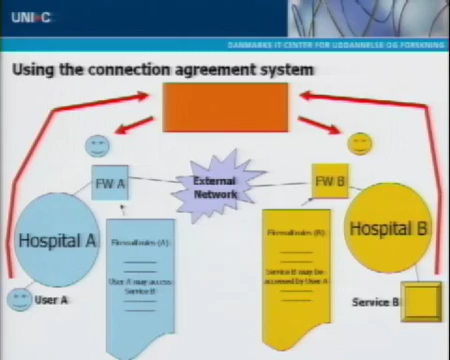 UNI•C
DANMARKS IT-CENTER FOR UDDANNELSE OG FORSKNING
Using the connection agreement system
FW A
External
Network
FW B
Hospital A
Hospital B
Firewall rules (A):
User A may access
Service B
Firewall rules (B):
Service B may be
accessed by User A
User A
Service B